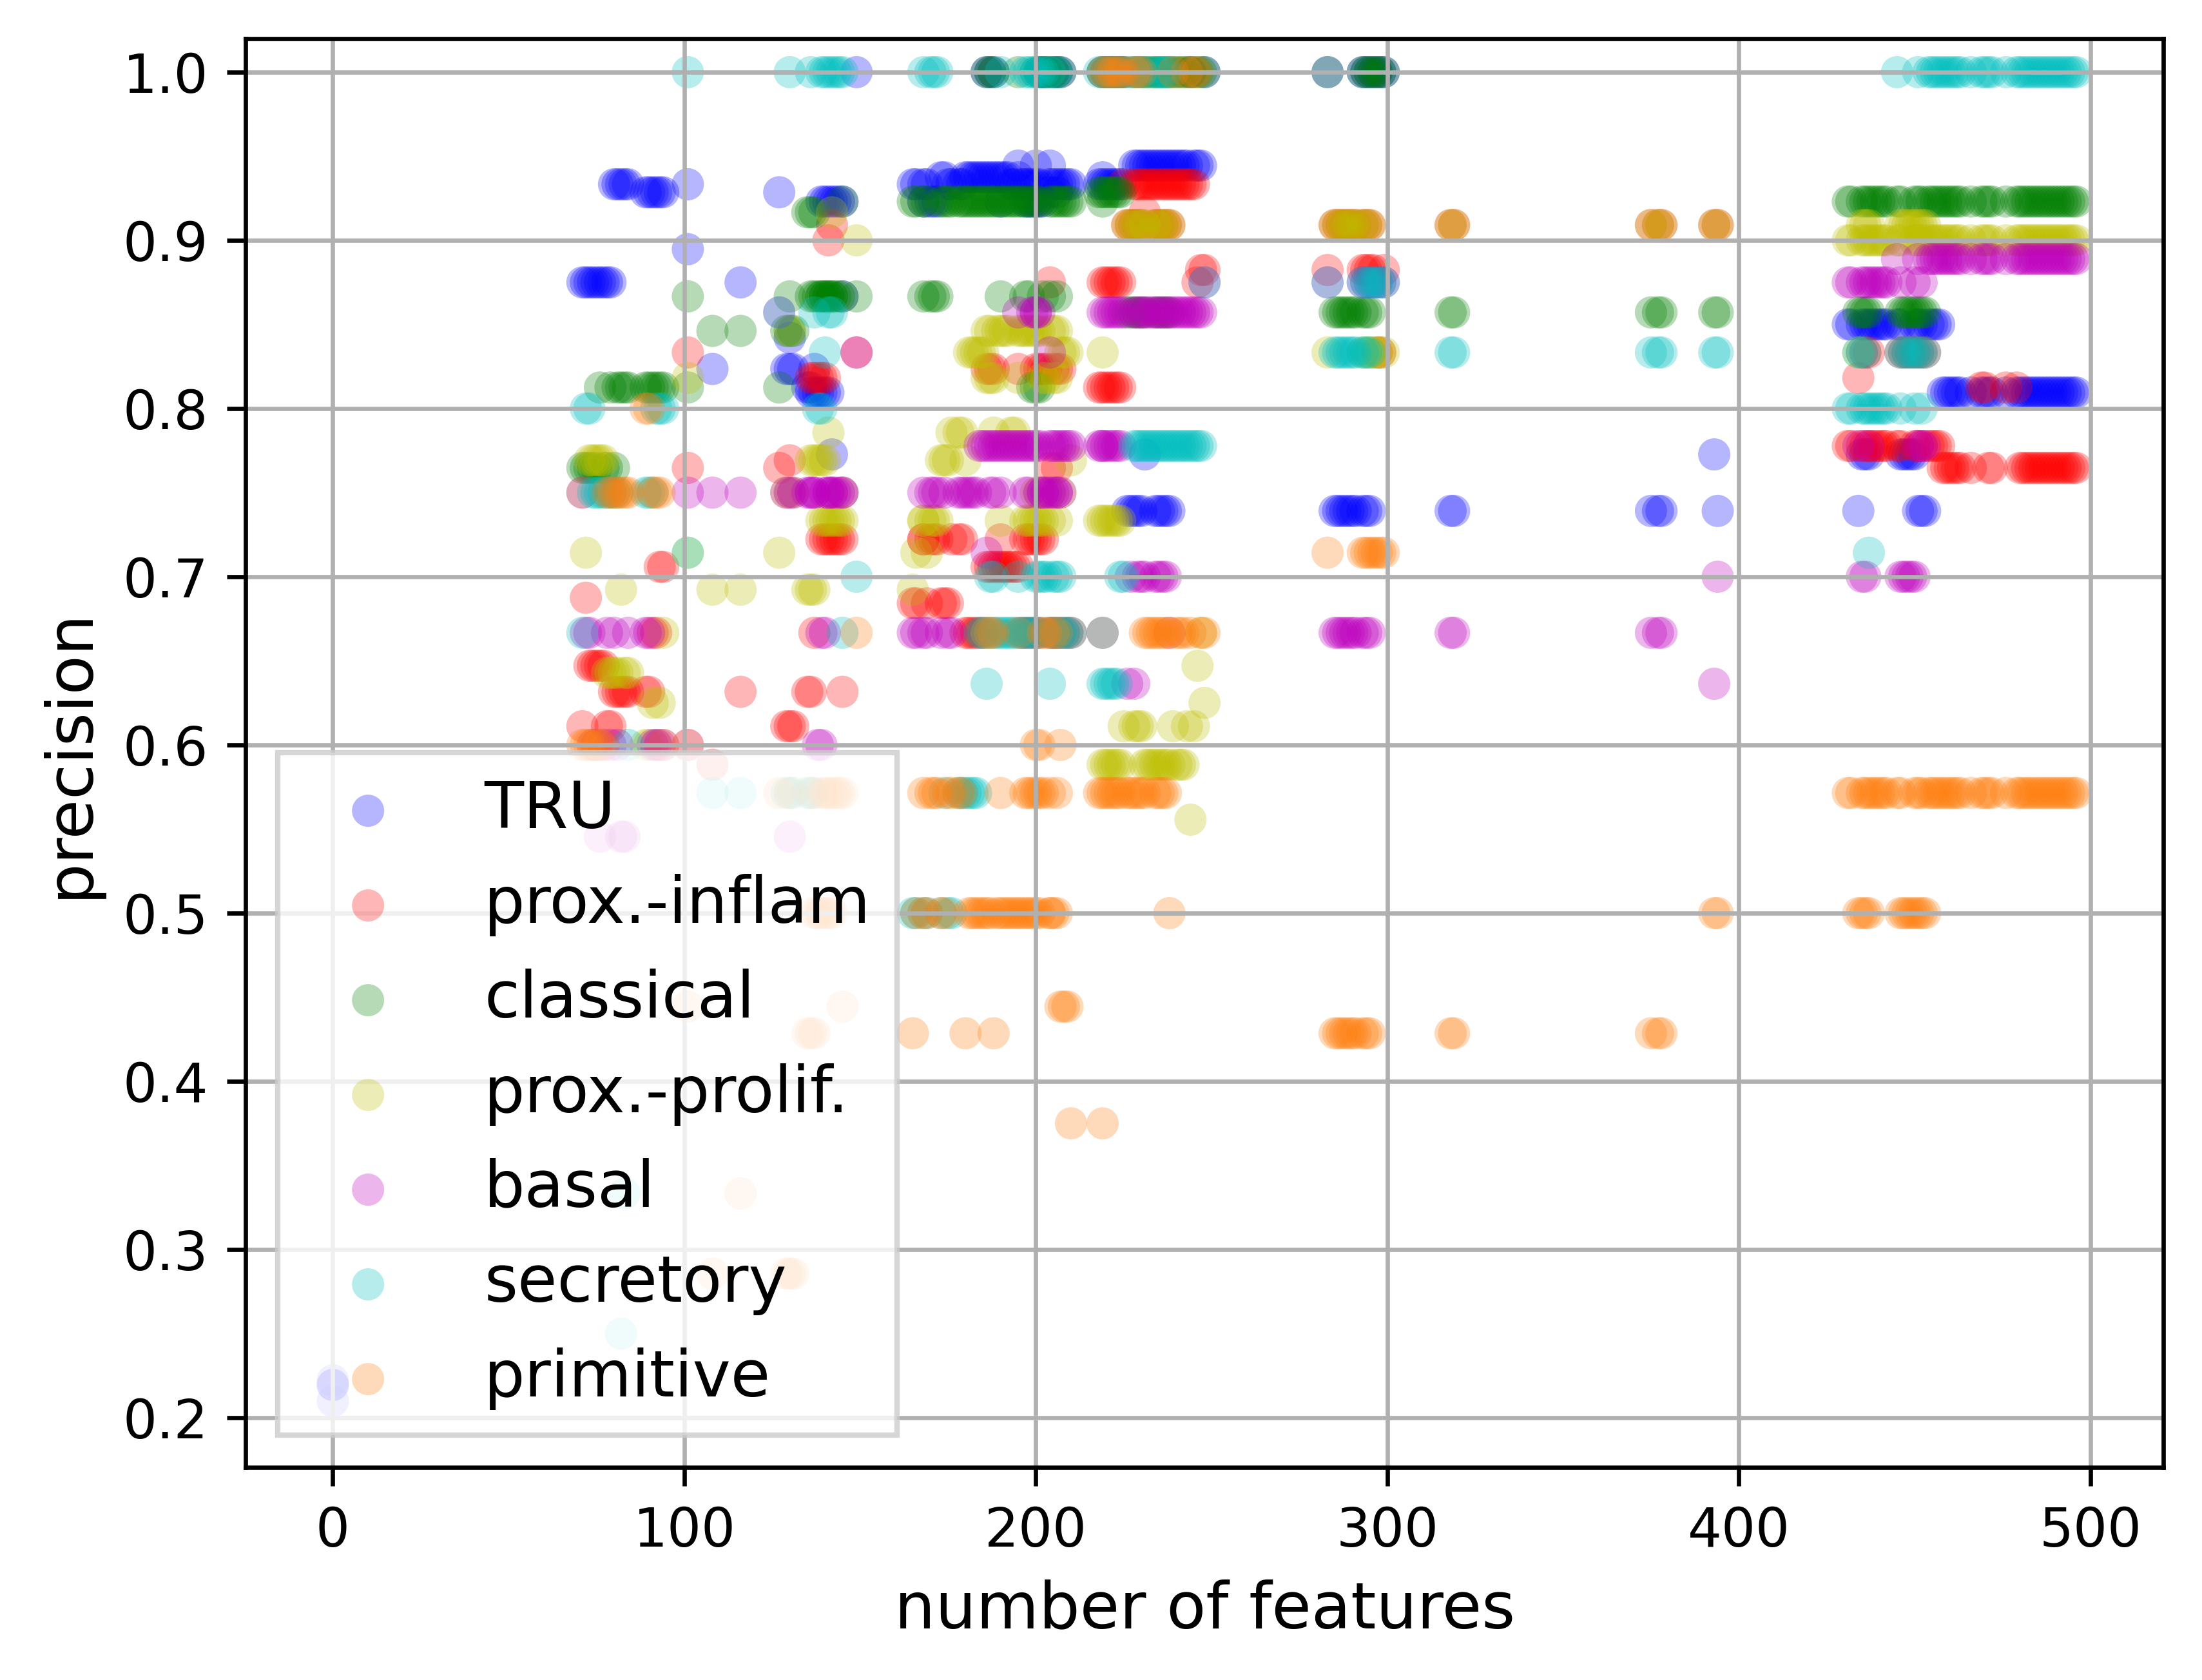 1.0
0.9
0.8
0.7
0.6
0.5
0.4
0.3
0.2
precision
TRU
prox.-inflam
classical
prox.-prolif.
basal
secretory
primitive
0 100 200 300 400 500
number of features